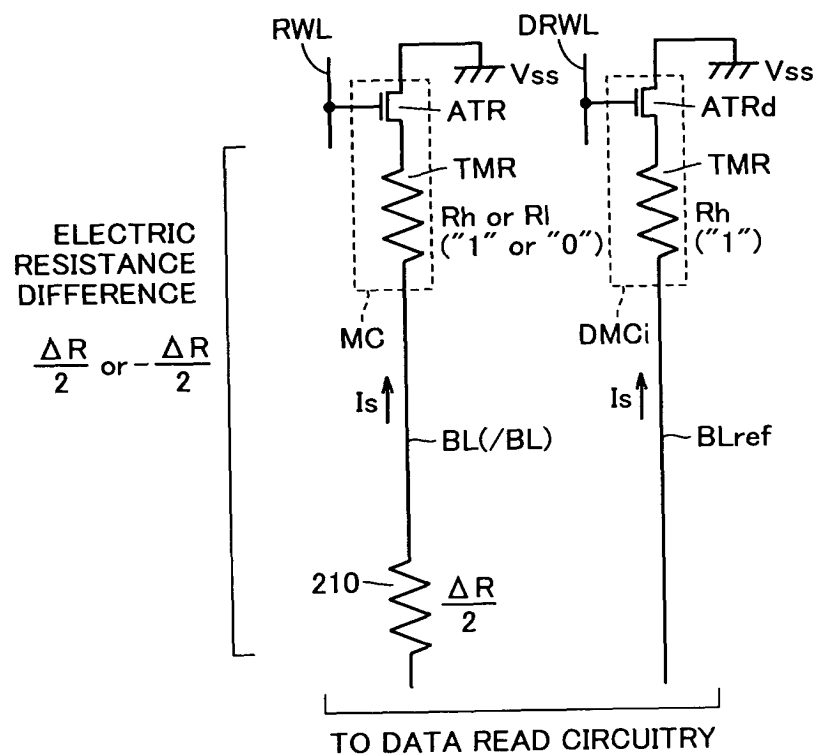 RWL
DRWL
Vss
Vss
ATR
ATRd
TMR
TMR
Rh or Rl
("1" or "0")
Rh
("1")
ELECTRIC
RESISTANCE
DIFFERENCE
ΔR/2 or -ΔR/2
MC
DMCi
Is
Is
BL(/BL)
BLref
210
ΔR/2
TO DATA READ CIRCUITRY